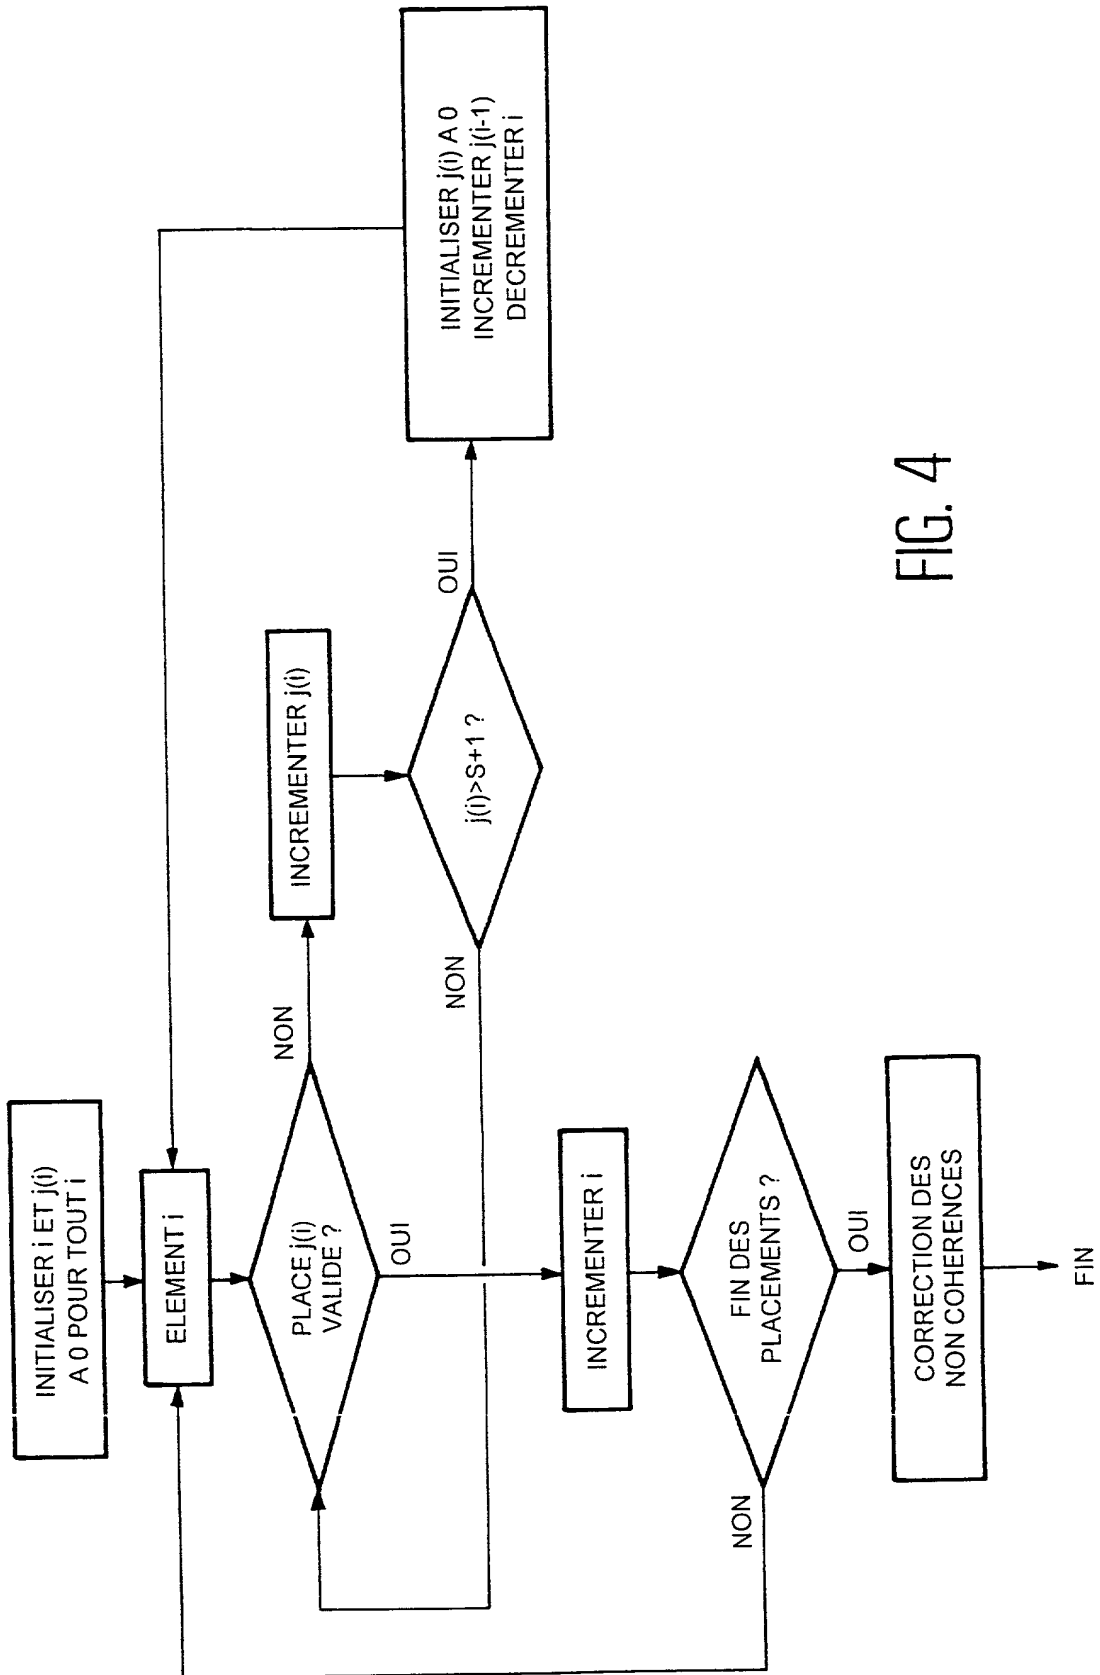 INITIALISER i ET j(i)
A 0 POUR TOUT i
ELEMENT i
PLACE j(i)
VALIDE ?
NON
OUI
INCREMENTER j(i)
j(i)>S+1 ?
NON
OUI
INITIALISER j(i) A 0
INCREMENTER j(i-1)
DECREMENTER i
INCREMENTER i
FIN DES
PLACEMENTS ?
NON
OUI
CORRECTION DES
NON COHERENCES
FIN
FIG. 4